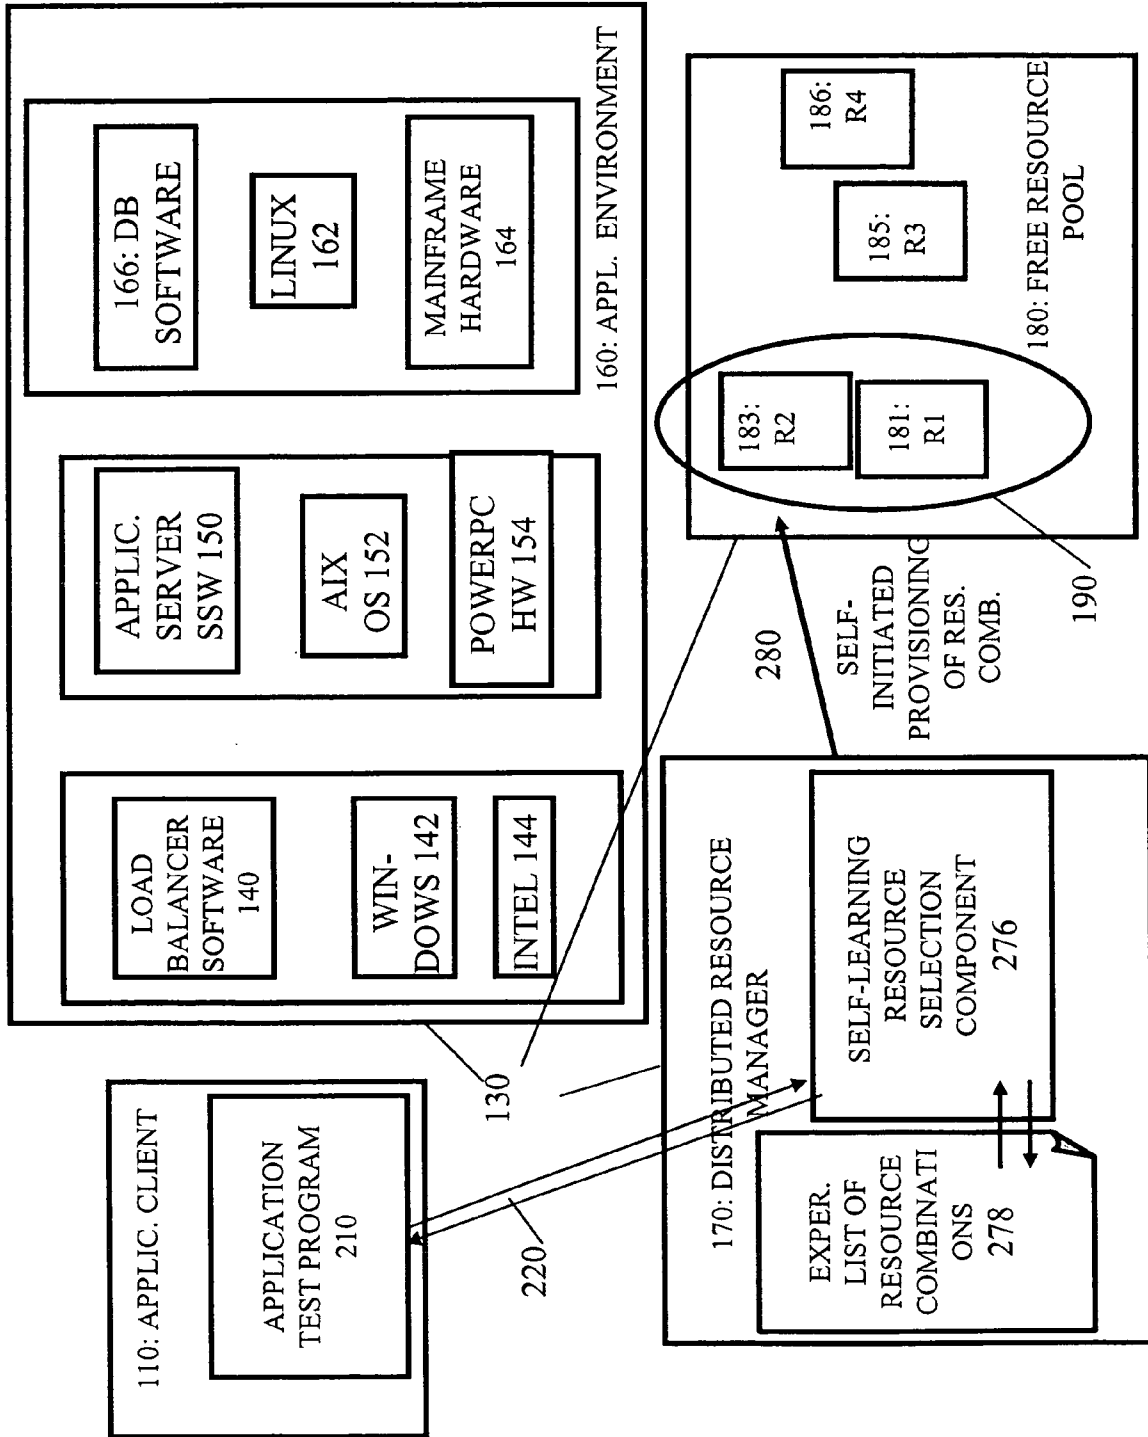 110: APPLIC. CLIENT
APPLICATION
TEST PROGRAM
210
220
130
LOAD
BALANCER
SOFTWARE
140
WIN-
DOWS 142
INTEL 144
APPLIC.
SERVER
SSW 150
AIX
OS 152
POWERPC
HW 154
166: DB
SOFTWARE
LINUX
162
MAINFRAME
HARDWARE
164
160: APPL. ENVIRONMENT
170: DISTRIBUTED RESOURCE
MANAGER
EXPER.
LIST OF
RESOURCE
COMBINATI
ONS
278
SELF-LEARNING
RESOURCE
SELECTION
COMPONENT
276
280
SELF-
INITIATED
PROVISIONING
OF RES.
COMB.
190
183:
R2
181:
R1
185:
R3
186:
R4
180: FREE RESOURCE
POOL